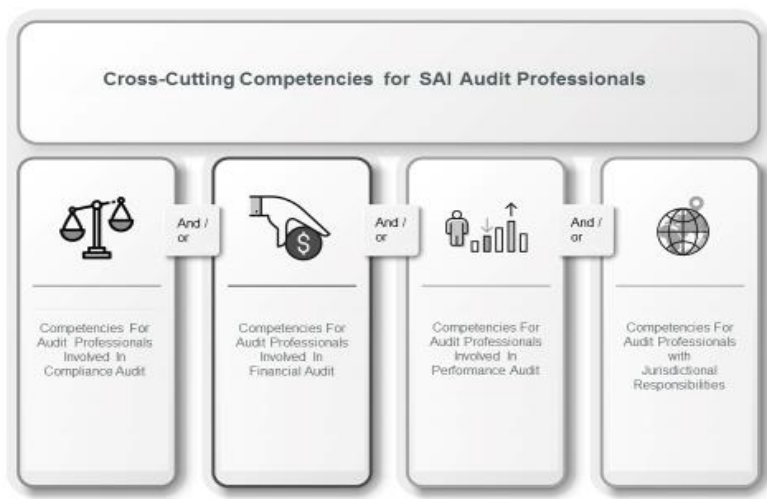 Cross-Cutting Competencies for SAI Audit Professionals
And /
or
And /
or
And /
or
$
Competencies For
Audit Professionals
Involved In
Compliance Audit
Competencies For
Audit Professionals
Involved In
Financial Audit
Competencies For
Audit Professionals
Involved In
Performance Audit
Competencies For
Audit Professionals
with
Jurisdictional
Responsibilities